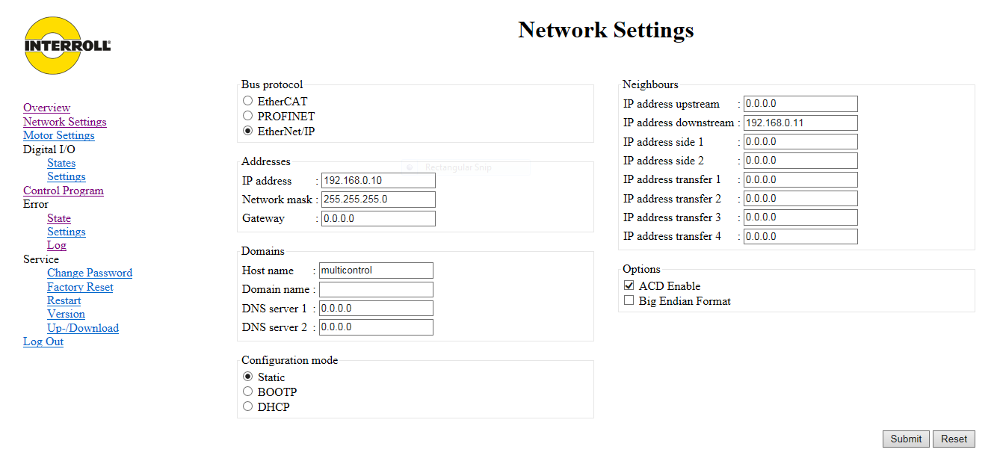 INTERROLL
Network Settings
Overview
Network Settings
Motor Settings
Digital I/O
States
Settings
Control Program
Error
State
Settings
Log
Service
Change Password
Factory Reset
Restart
Version
Up-/Download
Log Out
Bus protocol
EtherCAT
PROFINET
EtherNet/IP
Addresses
Rectangular Snip
IP address : 192.168.0.10
Network mask : 255.255.255.0
Gateway : 0.0.0.0
Domains
Host name : multicontrol
Domain name :
DNS server 1 : 0.0.0.0
DNS server 2 : 0.0.0.0
Configuration mode
Static
BOOTP
DHCP
Neighbours
IP address upstream : 0.0.0.0
IP address downstream : 192.168.0.11
IP address side 1 : 0.0.0.0
IP address side 2 : 0.0.0.0
IP address transfer 1 : 0.0.0.0
IP address transfer 2 : 0.0.0.0
IP address transfer 3 : 0.0.0.0
IP address transfer 4 : 0.0.0.0
Options
ACD Enable
Big Endian Format
Submit Reset